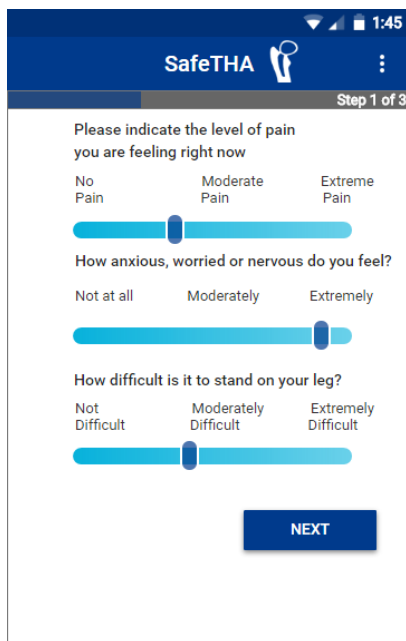 1:45
SafeTHA
Step 1 of 3
Please indicate the level of pain
you are feeling right now
No Moderate Extreme
Pain Pain Pain
How anxious, worried or nervous do you feel?
Not at all Moderately Extremely
How difficult is it to stand on your leg?
Not Moderately Extremely
Difficult Difficult Difficult
NEXT